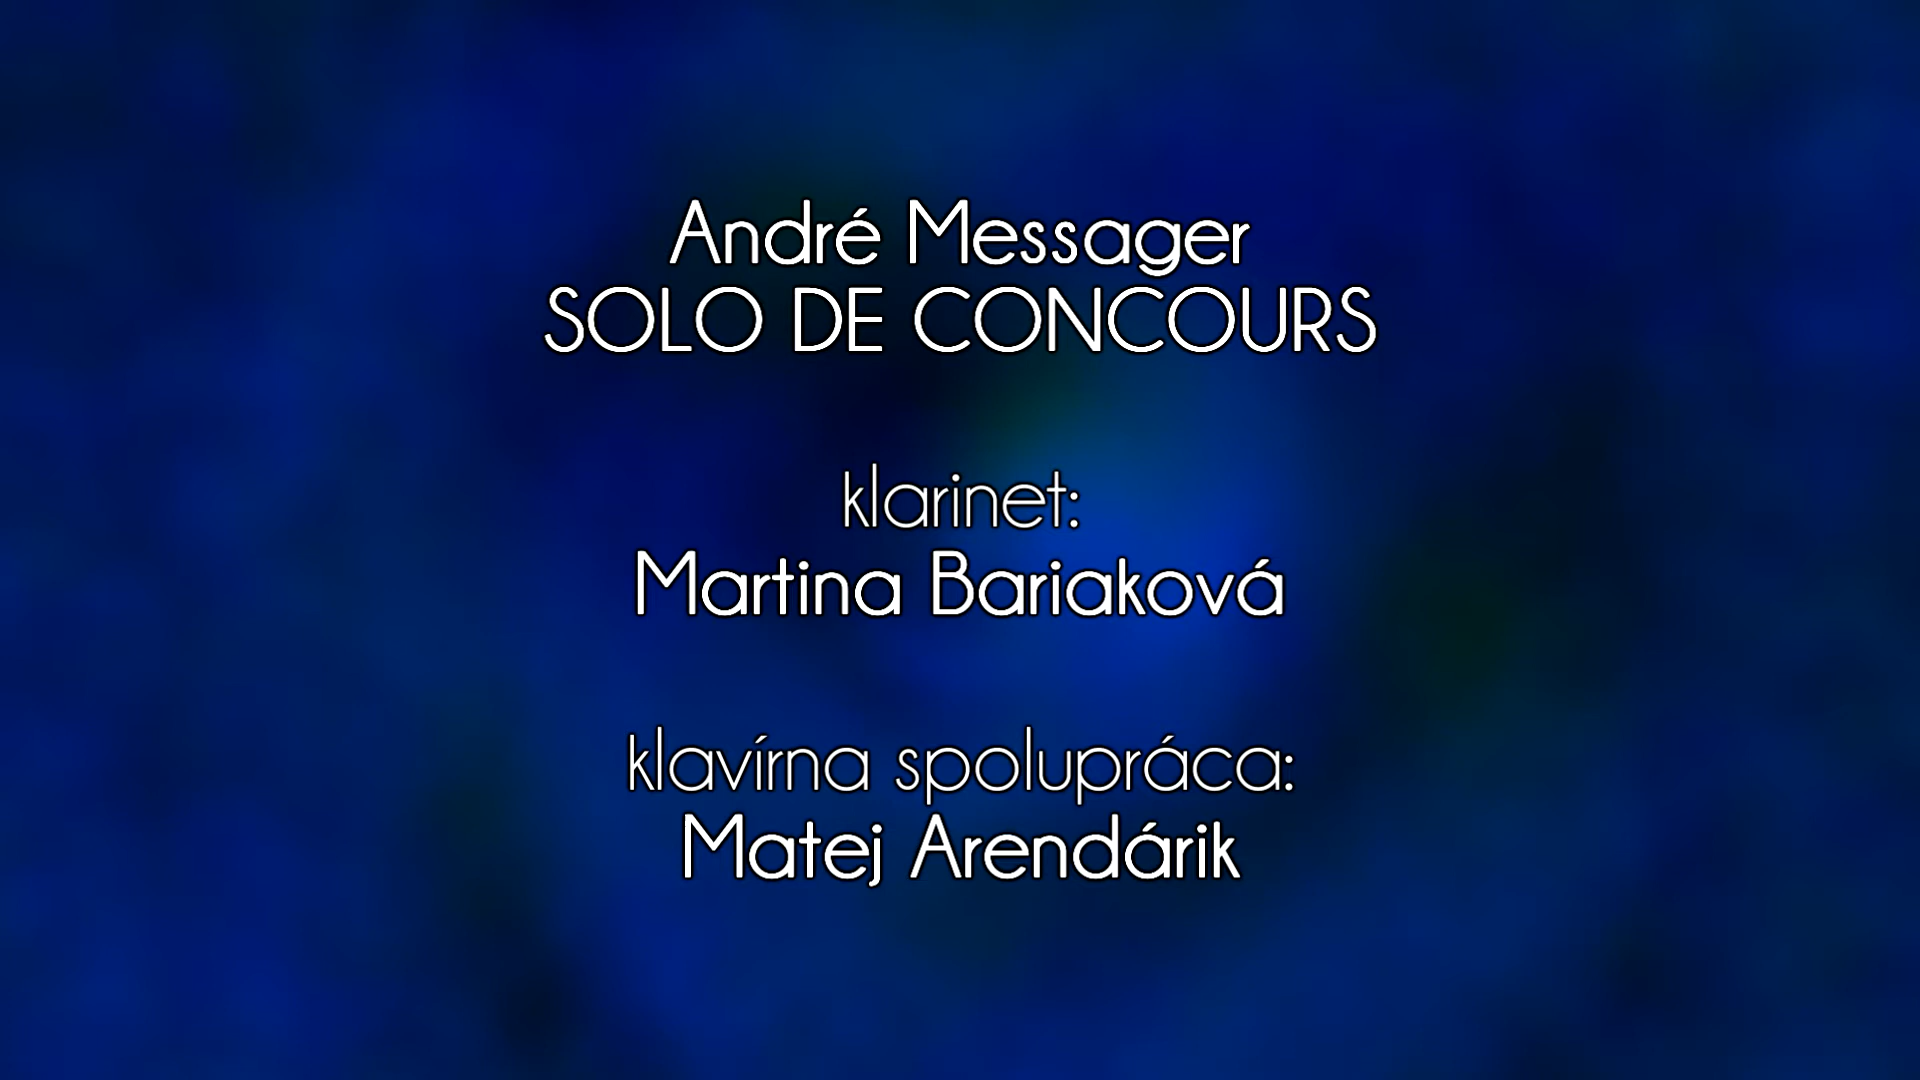 André Messager
SOLO DE CONCOURS
klarinet:
Martina Bariaková
klavírna spolupráca:
Matej Arendárik